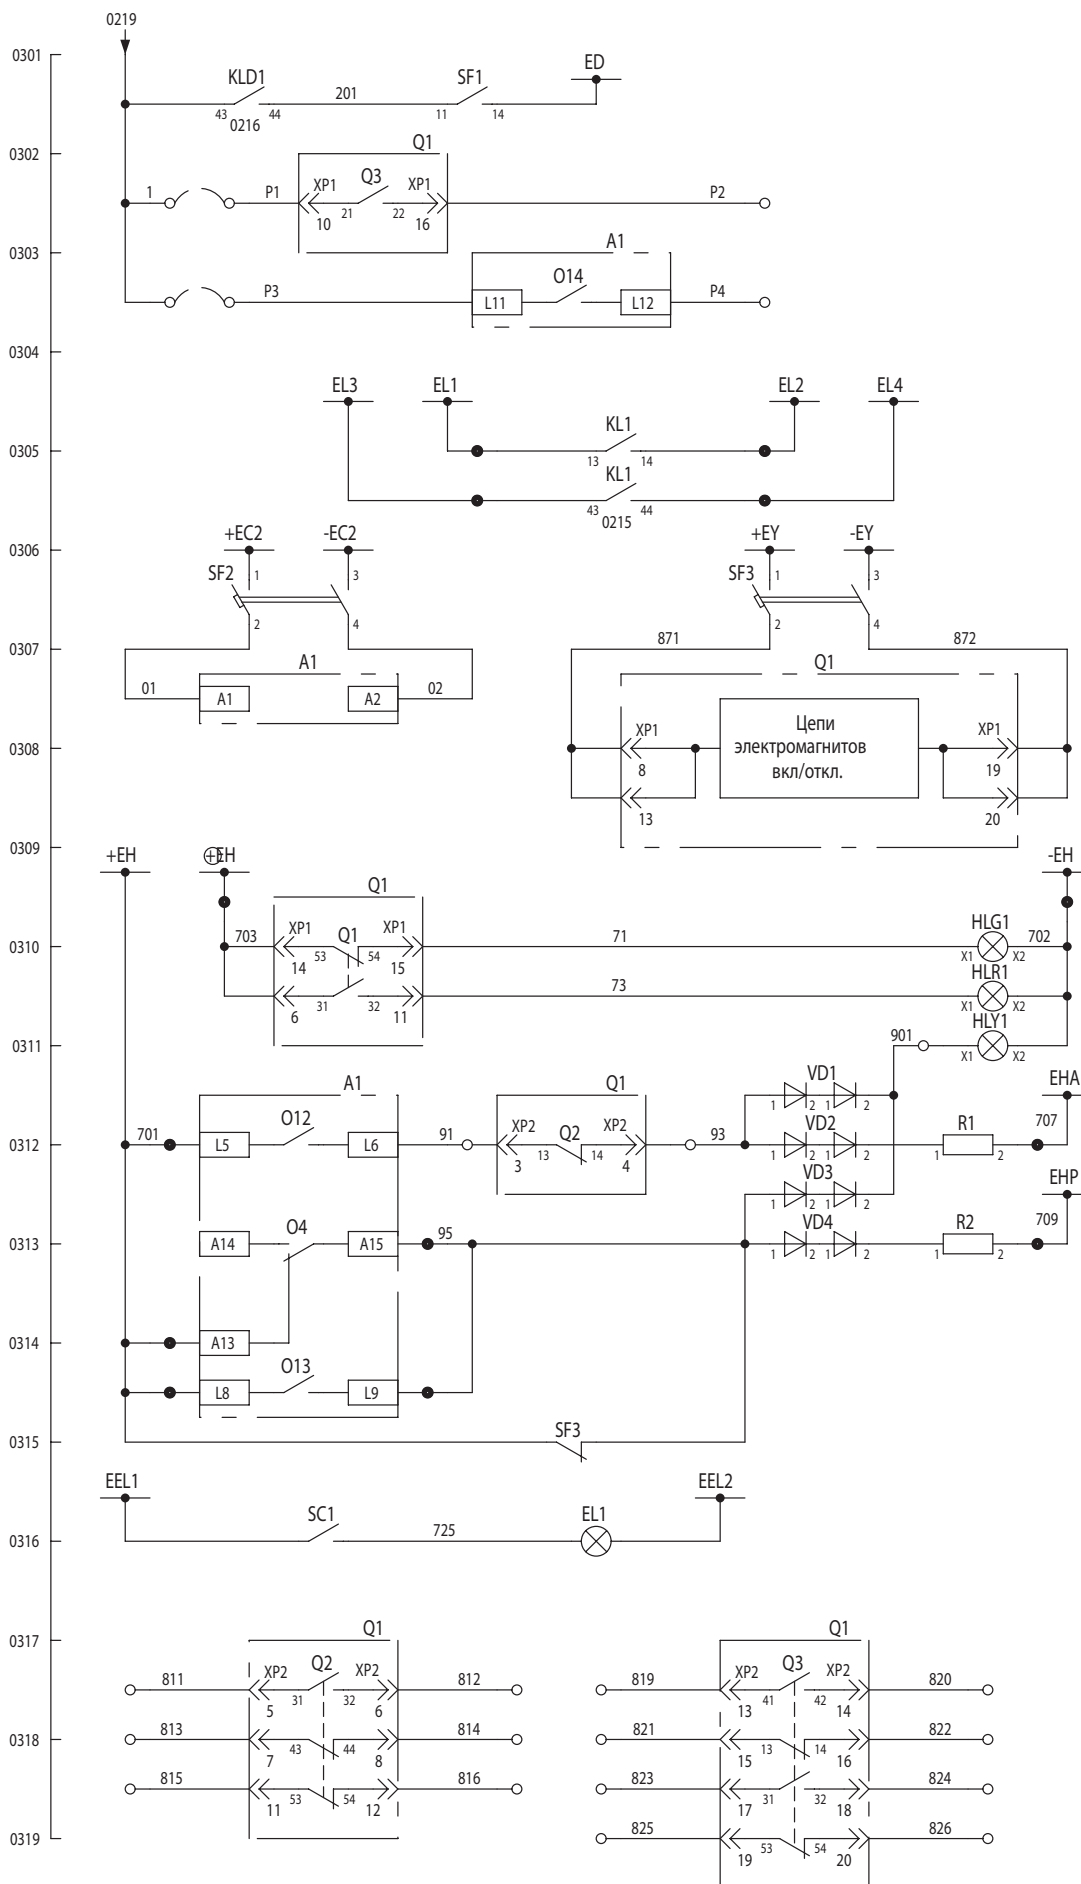 0219
0301
KLD1 201 SF1 ED
43 44 11 14
0216
0302
Q1
1 P1 XP1 Q3 XP1 P2
10 21 22 16
0303
A1
P3 L11 O14 L12 P4
0304
EL3 EL1 EL2 EL4
0305
KL1
13 14
KL1
43 44
0215
0306
+EC2 -EC2 +EY -EY
SF2 1 3 SF3 1 3
2 4 2 4
0307
871 872
A1 Q1
01 A1 A2 02
0308
XP1 Цепи XP1
электромагнитов
8 вкл/откл. 19
13 20
0309
+EH +EH -EH
Q1
0310
703 XP1 Q1 XP1 71 HLG1 702
14 53 54 15 X1 X2
73 HLR1
6 31 32 11 X1 X2
0311
901 HLY1
X1 X2
A1 Q1 VD1 EHA
1 2 1 2
0312
701 L5 O12 L6 91 XP2 Q2 XP2 93 VD2 R1 707
3 13 14 4 1 2 1 2 1 2
VD3 EHP
1 2 1 2
0313
A14 O4 A15 95 VD4 R2 709
1 2 1 2 1 2
0314
A13
L8 O13 L9
0315
SF3
EEL1 EEL2
0316
SC1 725 EL1
0317
Q1 Q1
811 XP2 Q2 XP2 812 819 XP2 Q3 XP2 820
5 31 32 6 13 41 42 14
0318
813 814 821 822
7 43 44 8 15 13 14 16
815 816 823 824
11 53 54 12 17 31 32 18
0319
825 826
19 53 54 20